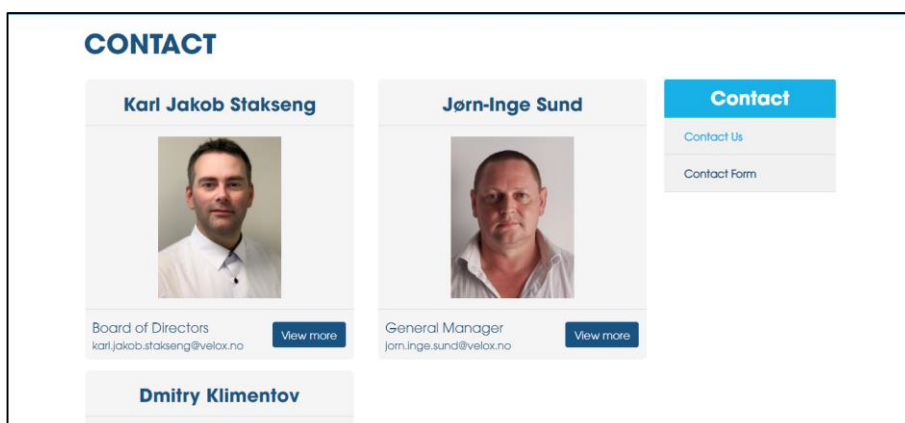 CONTACT
Karl Jakob Stakseng
Board of Directors
karl.jakob.stakseng@velox.no
View more
Jørn-Inge Sund
General Manager
jorn.inge.sund@velox.no
View more
Dmitry Klimentov
Contact
Contact Us
Contact Form